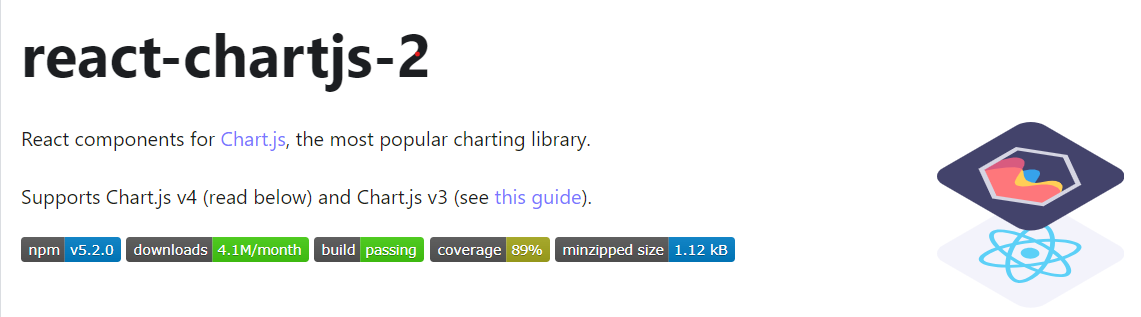 react-chartjs-2
React components for Chart.js, the most popular charting library.
Supports Chart.js v4 (read below) and Chart.js v3 (see this guide).
npm v5.2.0 downloads 4.1M/month build passing coverage 89% minzipped size 1.12 kB